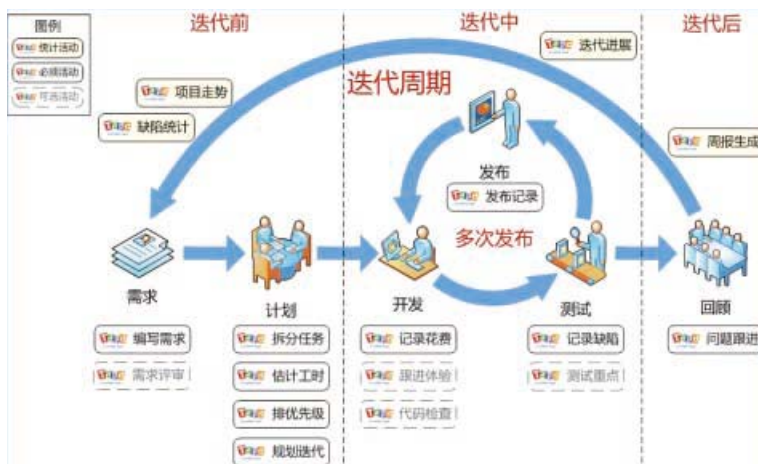 图例
统计活动
必须活动
可选活动
迭代前
迭代中
迭代后
迭代进展
迭代周期
项目走势
缺陷统计
周报生成
发布
发布记录
多次发布
需求
计划
开发
测试
回顾
编写需求
需求评审
拆分任务
估计工时
排优先级
规划迭代
记录花费
跟进体验
代码检查
记录缺陷
测试重点
问题跟进